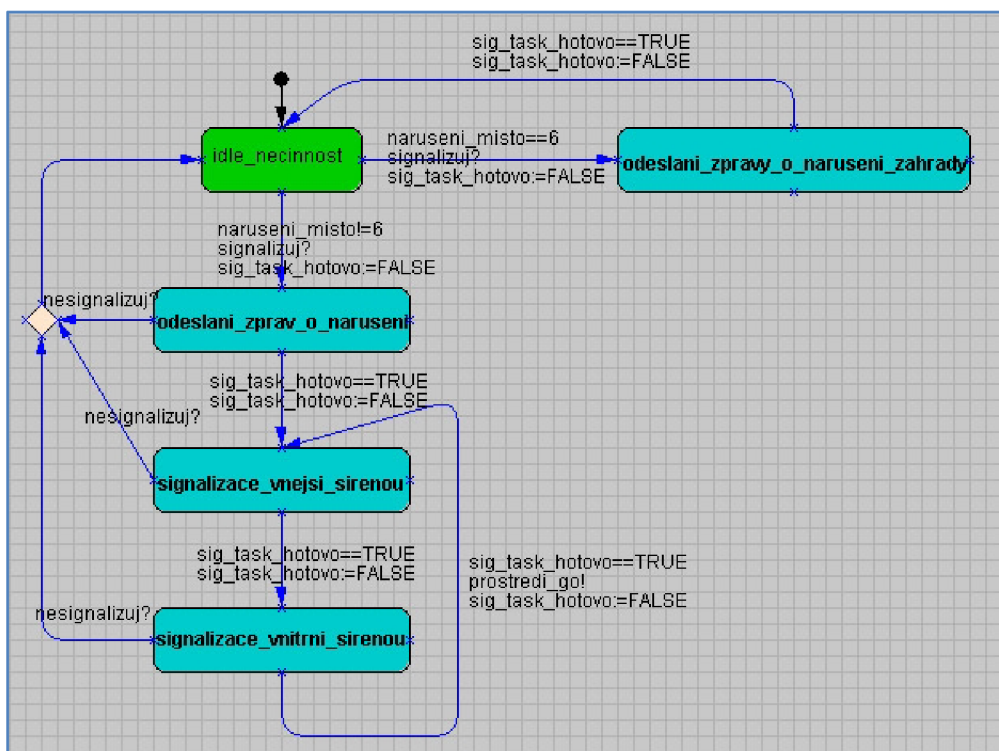 sig_task_hotovo==TRUE
sig_task_hotovo:=FALSE
idle_necinnost
naruseni_misto==6
signalizuj?
sig_task_hotovo:=FALSE
odeslani_zpravy_o_naruseni_zahrady
naruseni_misto!=6
signalizuj?
sig_task_hotovo:=FALSE
nesignalizuj?
odeslani_zprav_o_naruseni
sig_task_hotovo==TRUE
sig_task_hotovo:=FALSE
nesignalizuj?
signalizace_vnejsi_sirenou
sig_task_hotovo==TRUE
sig_task_hotovo:=FALSE
sig_task_hotovo==TRUE
prostredi_go!
sig_task_hotovo:=FALSE
nesignalizuj?
signalizace_vnitrni_sirenou